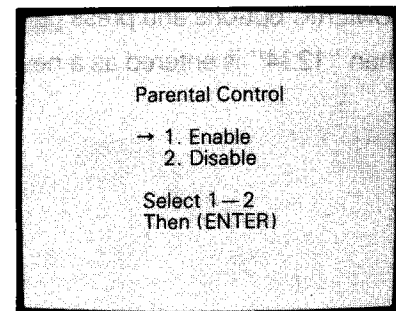 Parental Control
→ 1. Enable
2. Disable
Select 1—2
Then (ENTER)